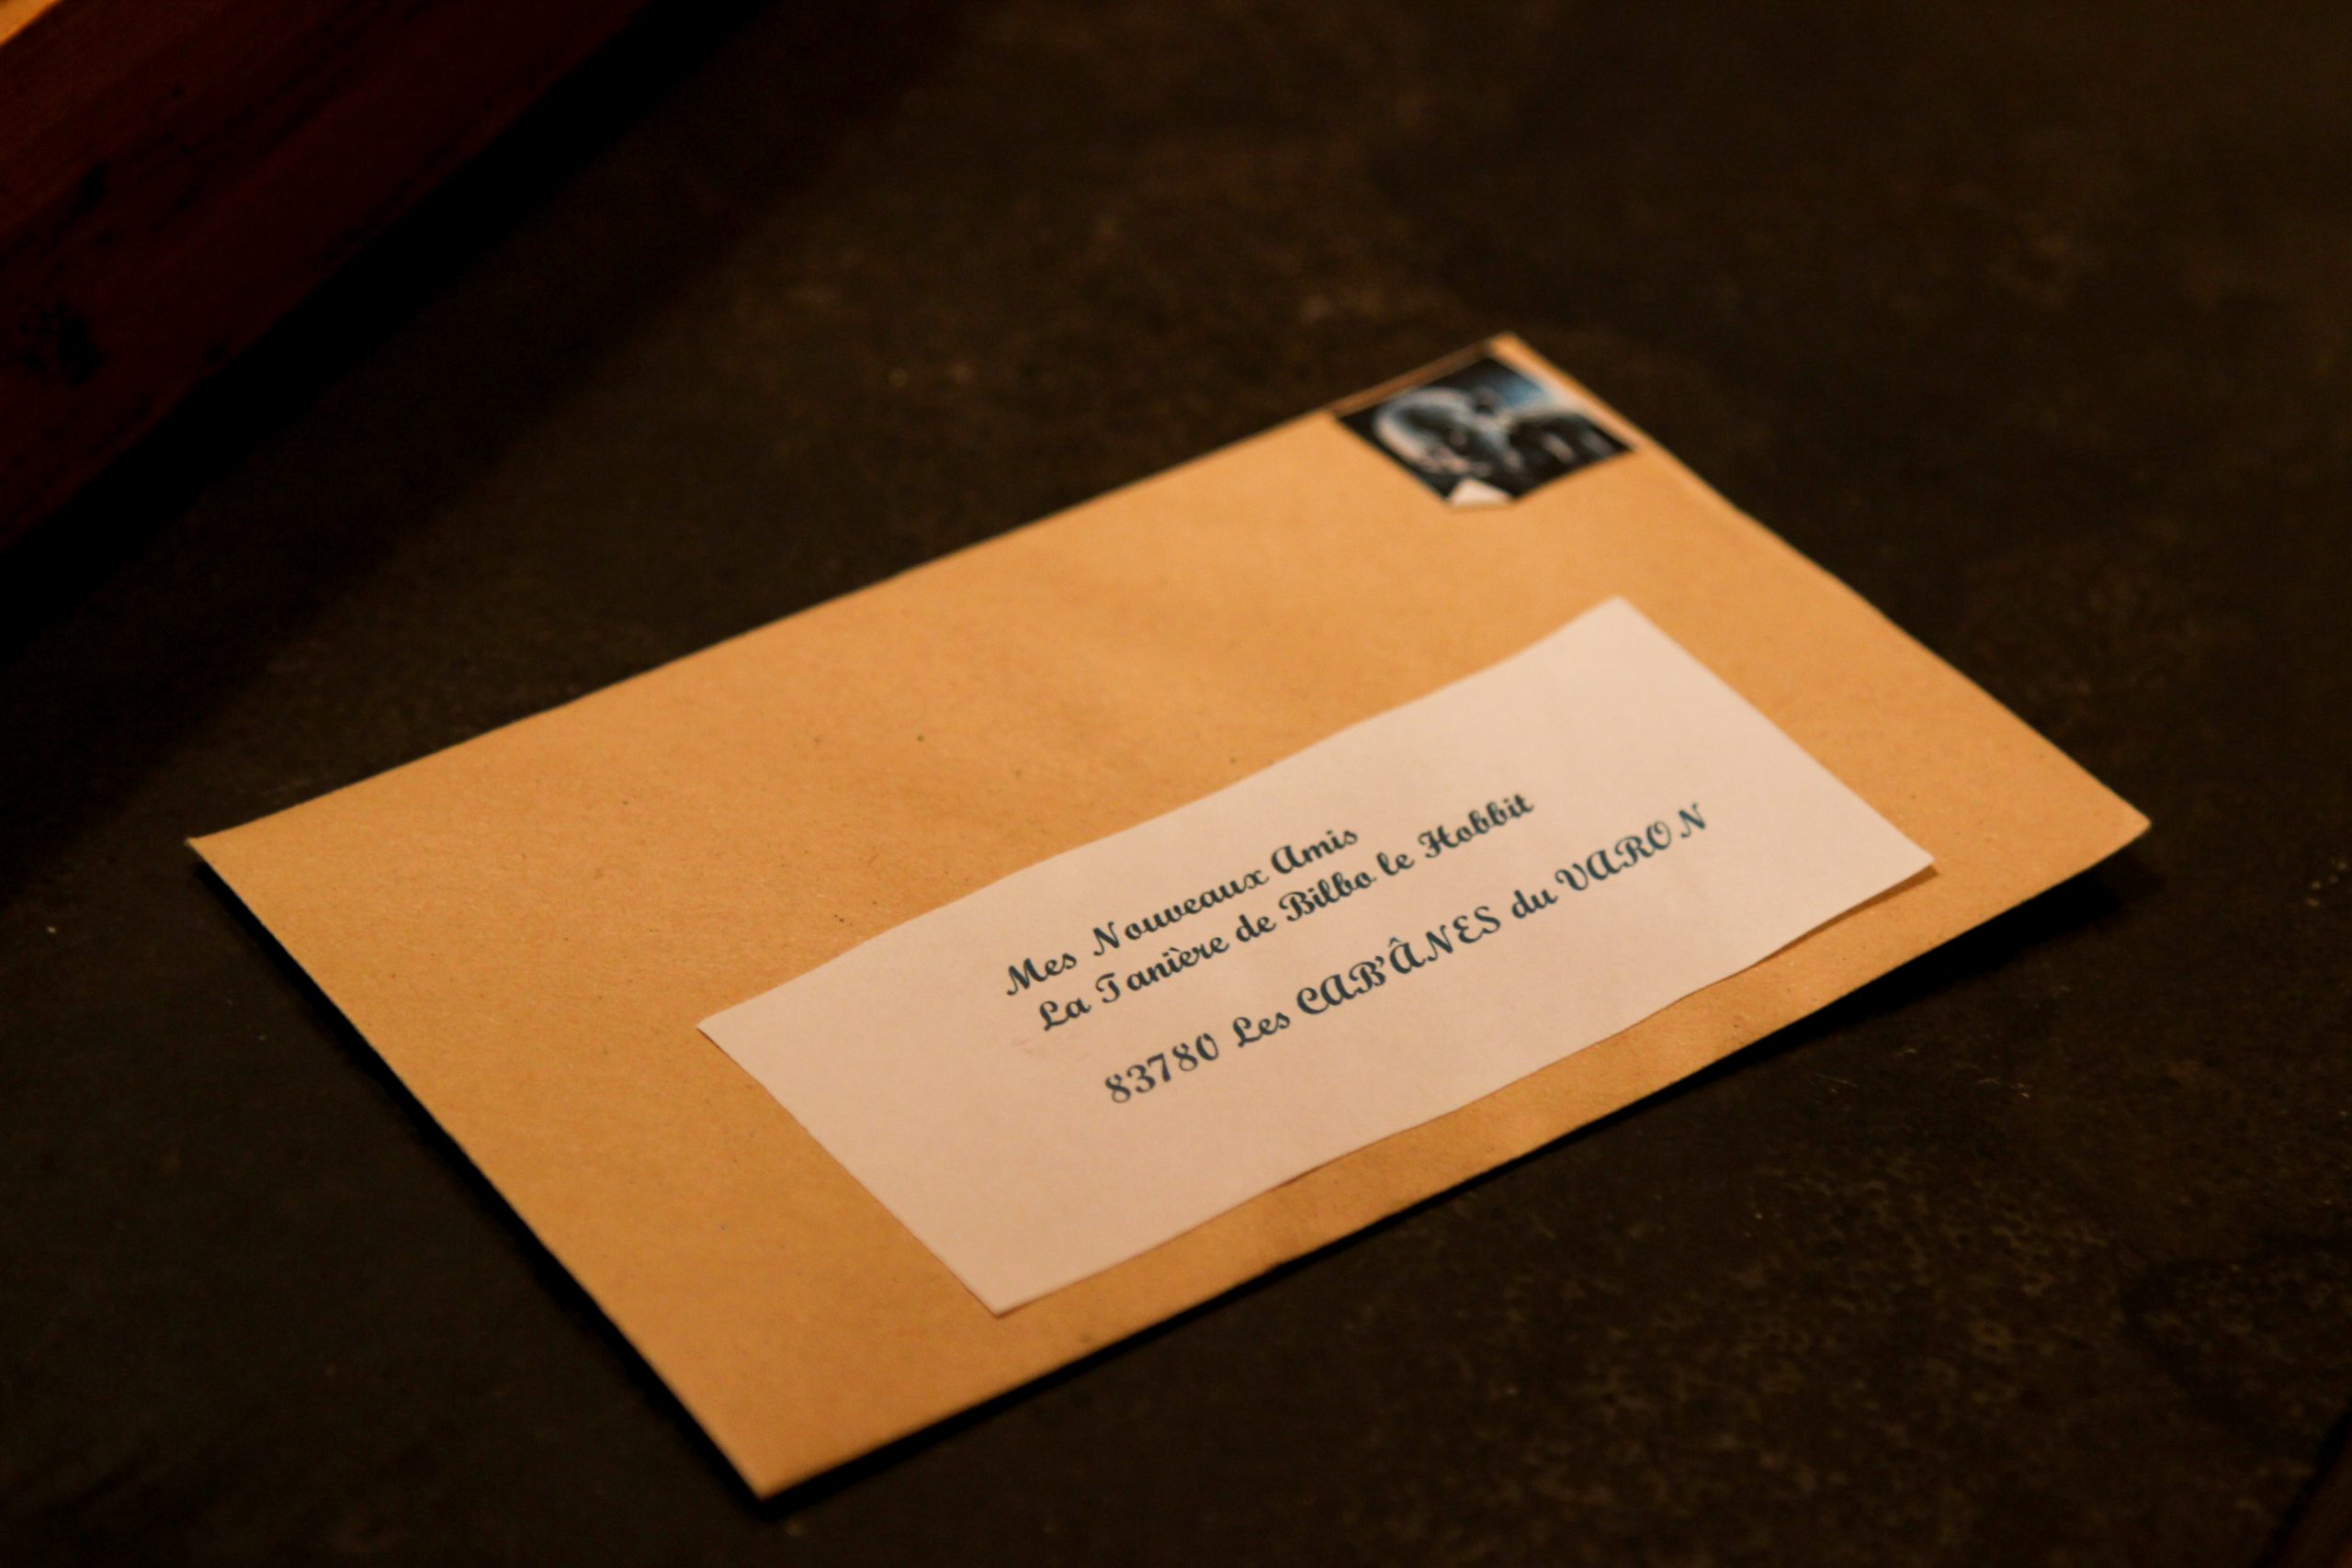 Mes Nouveaux Amis
La Tanière de Bilbo le Hobbit
83780 Les CAB'ÂNES du VARON